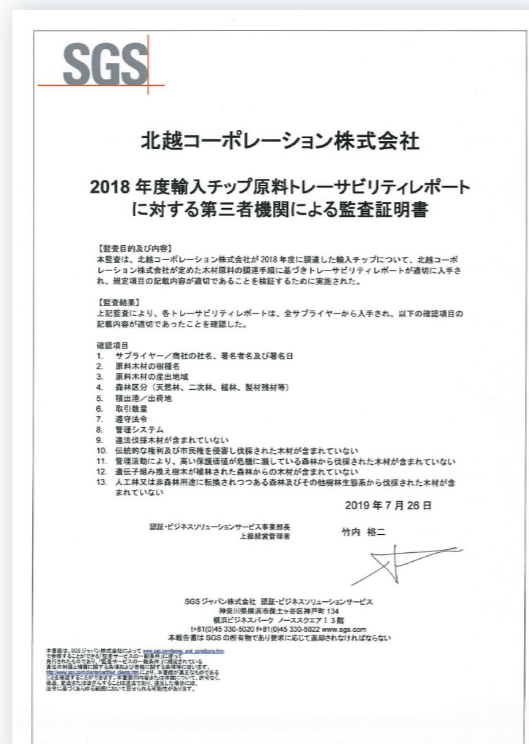 SGS
北越コーポレーション株式会社
2018 年度輸入チップ原料トレーサビリティレポート
に対する第三者機関による監査証明書
【監査目的及び内容】
本監査は、北越コーポレーション株式会社が 2018 年度に調達した輸入チップについて、北越コーポ
レーション株式会社が定めた木材原料の調達手順に基づきトレーサビリティレポートが適切に入手さ
れ、規定項目の記載内容が適切であることを検証するために実施された。
【監査結果】
上記監査により、各トレーサビリティレポートは、全サプライヤーから入手され、以下の確認項目の
記載内容が適切であったことを確認した。
確認項目
1. サプライヤー／商社の社名、署名者名及び署名日
2. 原料木材の樹種名
3. 原料木材の産出地域
4. 森林区分（天然林、二次林、植林、製材残材等）
5. 積出港／出荷地
6. 取引数量
7. 遵守法令
8. 管理システム
9. 違法伐採木材が含まれていない
10. 伝統的な権利及び市民権を侵害し伐採された木材が含まれていない
11. 管理活動により、高い保護価値が危機に瀕している森林から伐採された木材が含まれていない
12. 遺伝子組み換え樹木が植林された森林からの木材が含まれていない
13. 人工林又は非森林用途に転換されつつある森林及びその他樹林生態系から伐採された木材が含
まれていない
2019 年 7 月 26 日
認証・ビジネスソリューションサービス事業部長
上級経営管理者
竹内 裕二
SGS ジャパン株式会社 認証・ビジネスソリューションサービス
神奈川県横浜市保土ヶ谷区神戸町 134
横浜ビジネスパーク ノーススクエア I 3 階
t+81(0)45 330-5020 f+81(0)45 330-5022 www.sgs.com
本報告書は SGS の所有物であり要求に応じて返却されなければならない